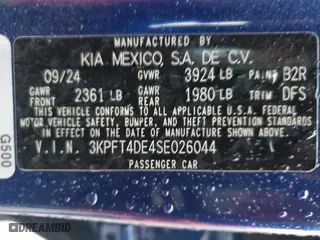 MANUFACTURED BY
KIA MEXICO, S.A. DE C.V.
09/24 GVWR 3924 LB PAINT B2R
GAWR FRONT 2361 LB GAWR REAR 1980 LB TRIM DFS
THIS VEHICLE CONFORMS TO ALL APPLICABLE FEDERAL
MOTOR VEHICLE SAFETY, BUMPER, AND THEFT PREVENTION
STANDARDS IN EFFECT ON THE DATE OF MANUFACTURE SHOWN ABOVE.
V.I.N. 3KPFT4DE4SE026044
PASSENGER CAR
G500